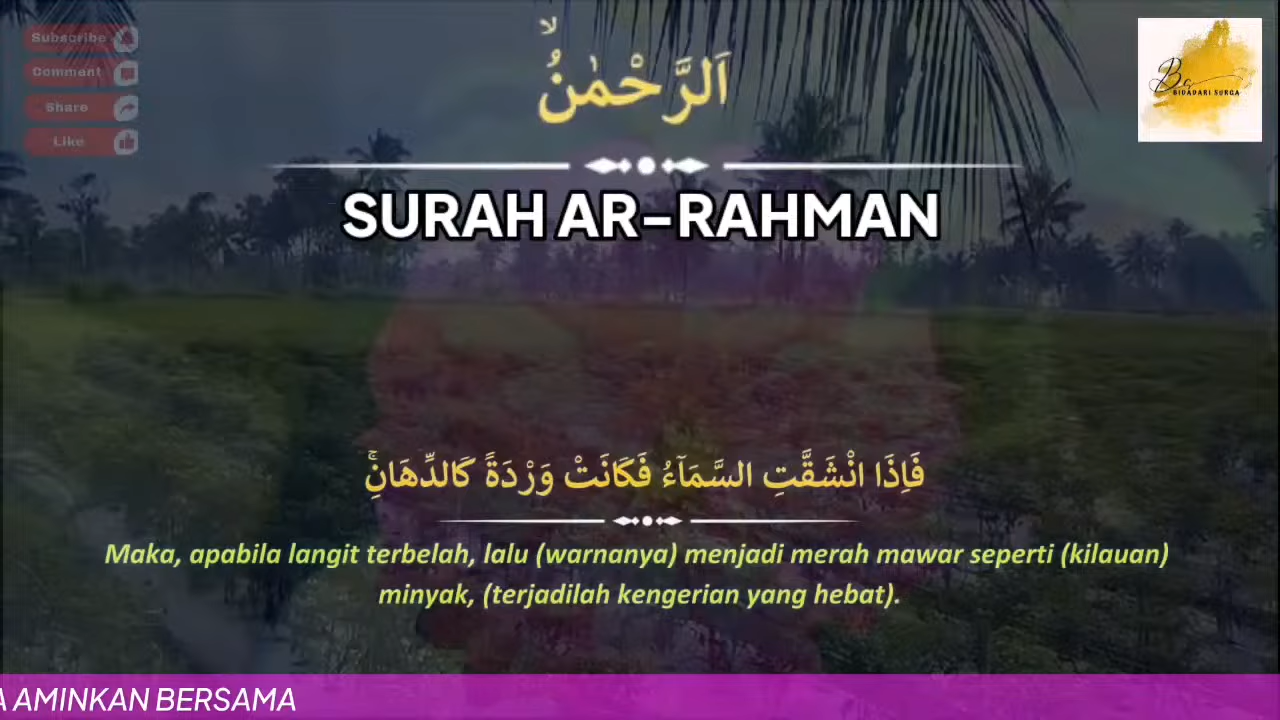 Subscribe
Comment
Share
Like
اَلرَّحْمٰنُۙ
Bs
BIDADARI SURGA
SURAH AR-RAHMAN
فَاِذَا انْشَقَّتِ السَّمَاۤءُ فَكَانَتْ وَرْدَةً كَالدِّهَانِۚ
Maka, apabila langit terbelah, lalu (warnanya) menjadi merah mawar seperti (kilauan)
minyak, (terjadilah kengerian yang hebat).
A AMINKAN BERSAMA